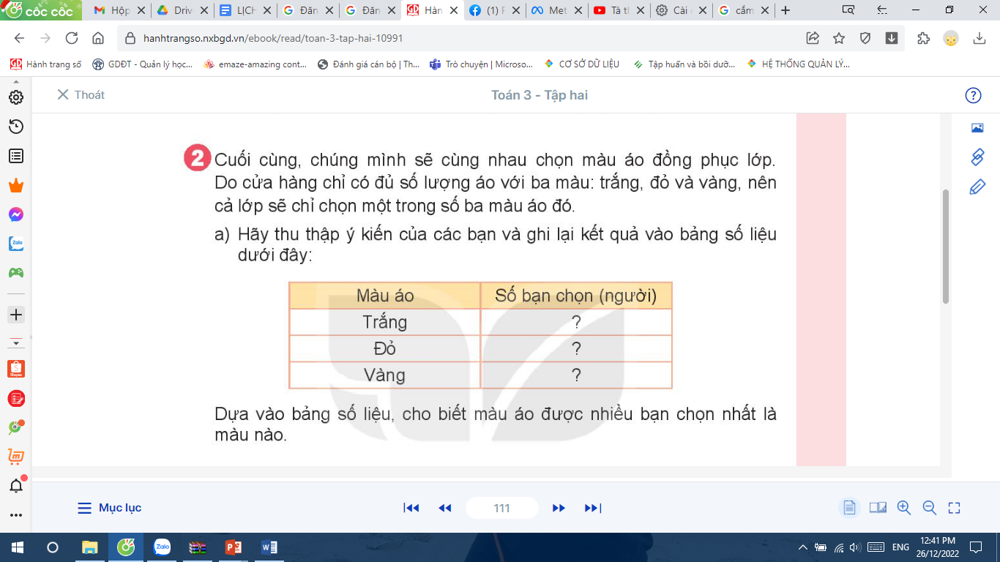 cốc cốc
Hộp
Driv
LỊCH
Đăn
Đăn
Hàn
(1) F
Met
Tà tl
Cài
cắm
hanhtrangso.nxbgd.vn/ebook/read/toan-3-tap-hai-10991
Hành trang số
GDĐT - Quản lý học...
emaze-amazing cont...
Đánh giá cán bộ | Th...
Trò chuyện | Microso...
CƠ SỞ DỮ LIỆU
Tập huấn và bồi dưỡ...
HỆ THỐNG QUẢN LÝ...
Thoát
Toán 3 - Tập hai
2 Cuối cùng, chúng mình sẽ cùng nhau chọn màu áo đồng phục lớp.
Do cửa hàng chỉ có đủ số lượng áo với ba màu: trắng, đỏ và vàng, nên
cả lớp sẽ chỉ chọn một trong số ba màu áo đó.
a) Hãy thu thập ý kiến của các bạn và ghi lại kết quả vào bảng số liệu
dưới đây:
Màu áo Số bạn chọn (người)
Trắng ?
Đỏ ?
Vàng ?
Dựa vào bảng số liệu, cho biết màu áo được nhiều bạn chọn nhất là
màu nào.
Mục lục
111
ENG
12:41 PM
26/12/2022